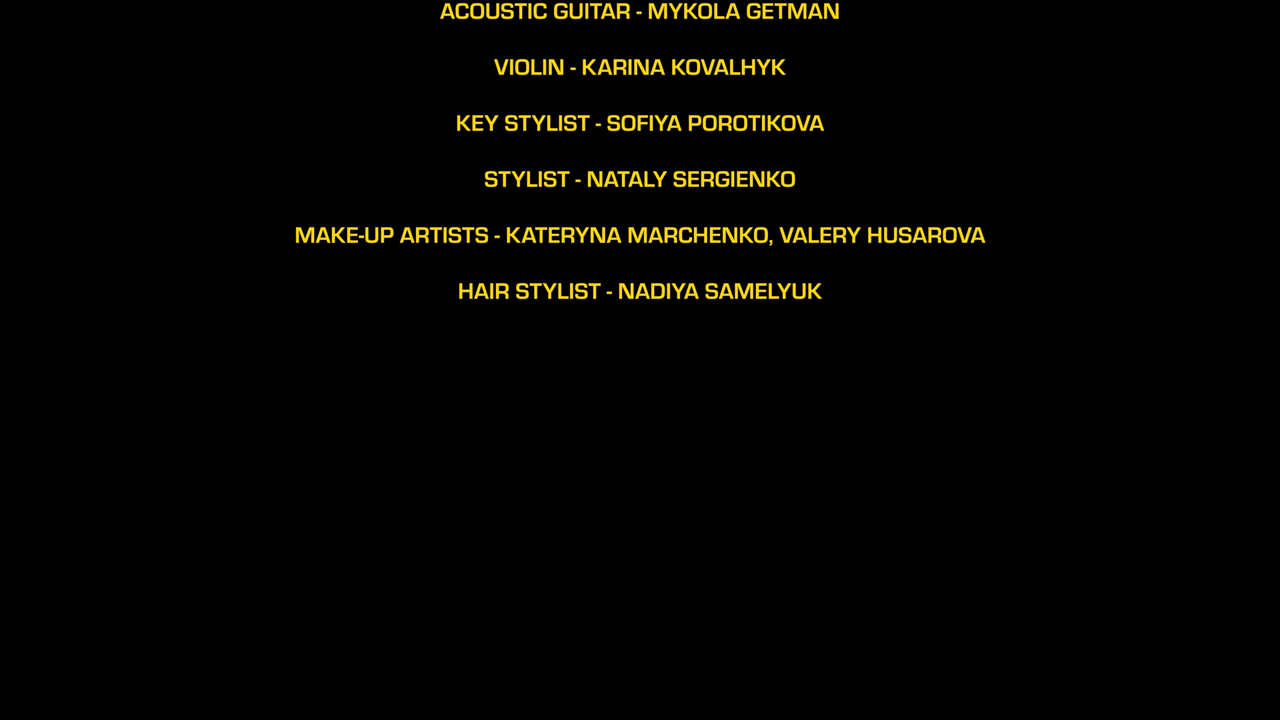 ACOUSTIC GUITAR - MYKOLA GETMAN
VIOLIN - KARINA KOVALHYK
KEY STYLIST - SOFIYA POROTIKOVA
STYLIST - NATALY SERGIENKO
MAKE-UP ARTISTS - KATERYNA MARCHENKO, VALERY HUSAROVA
HAIR STYLIST - NADIYA SAMELYUK